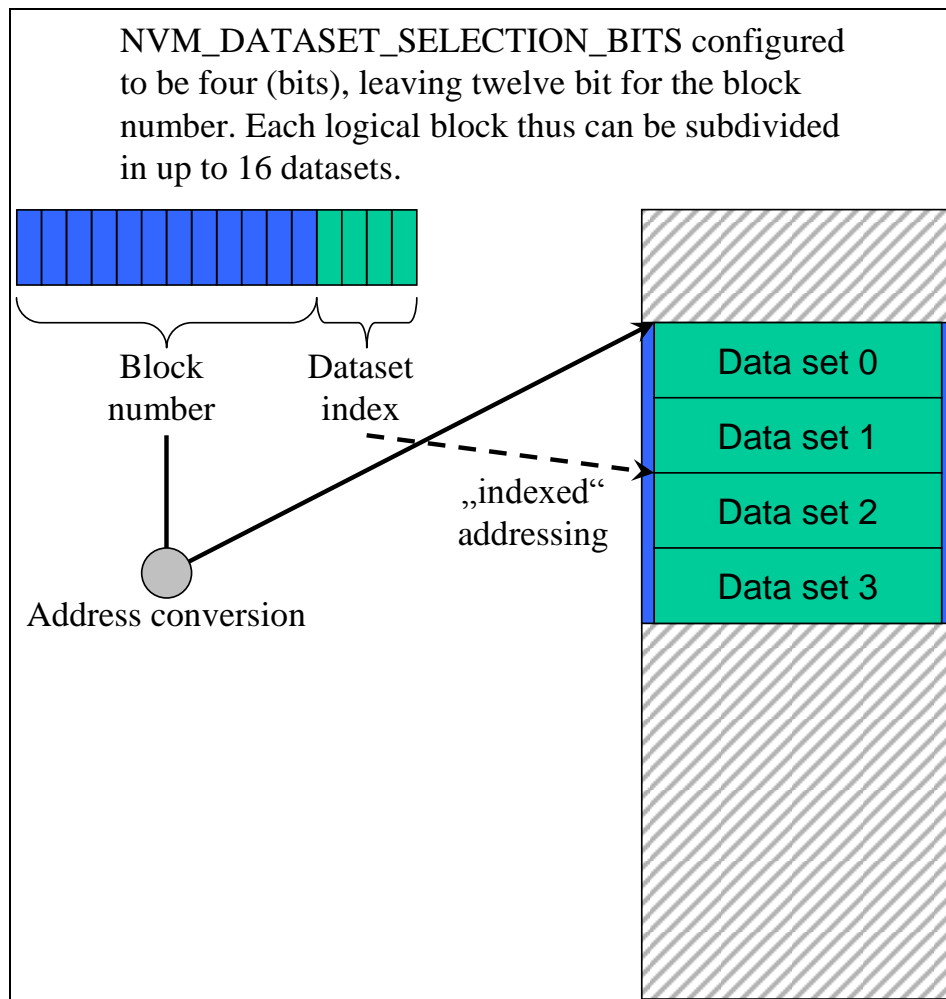 NVM_DATASET_SELECTION_BITS configured
to be four (bits), leaving twelve bit for the block
number. Each logical block thus can be subdivided
in up to 16 datasets.
Block
number
Dataset
index
Data set 0
Data set 1
Data set 2
Data set 3
„indexed“
addressing
Address conversion